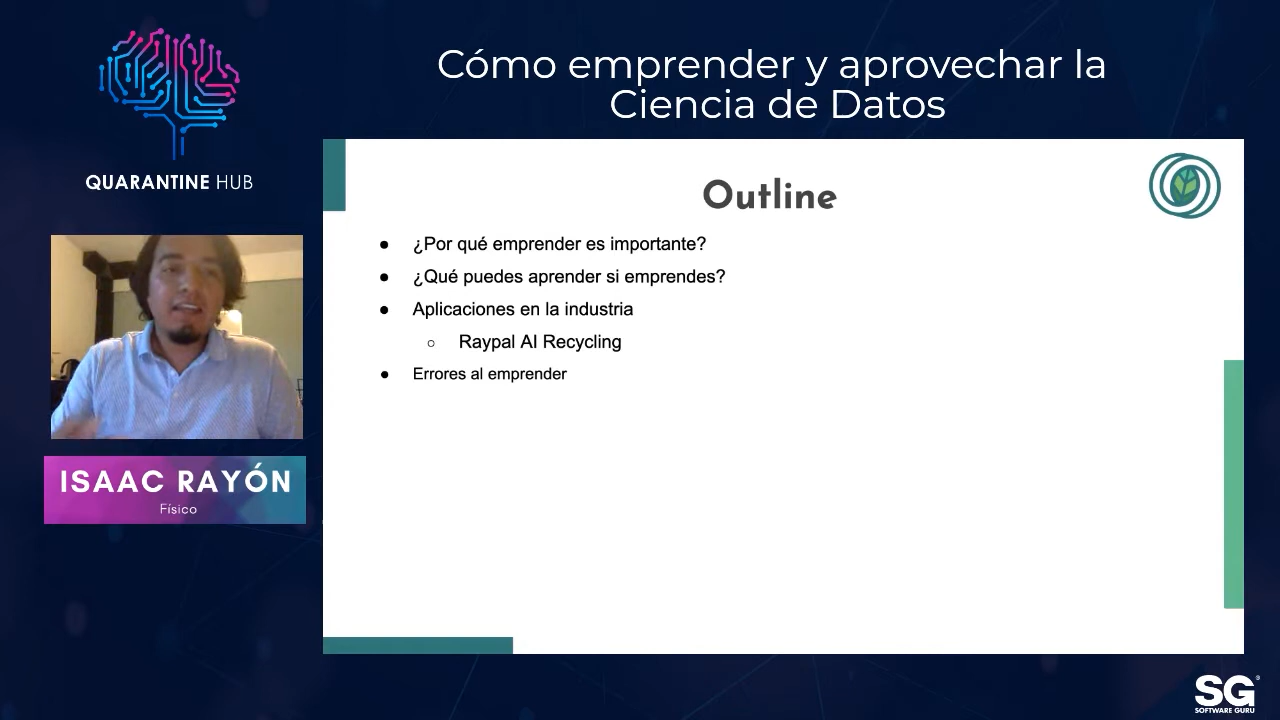 Cómo emprender y aprovechar la
Ciencia de Datos
QUARANTINE HUB
Outline
● ¿Por qué emprender es importante?
● ¿Qué puedes aprender si emprendes?
● Aplicaciones en la industria
○ Raypal AI Recycling
● Errores al emprender
ISAAC RAYÓN
Físico
SG®
SOFTWARE GURU